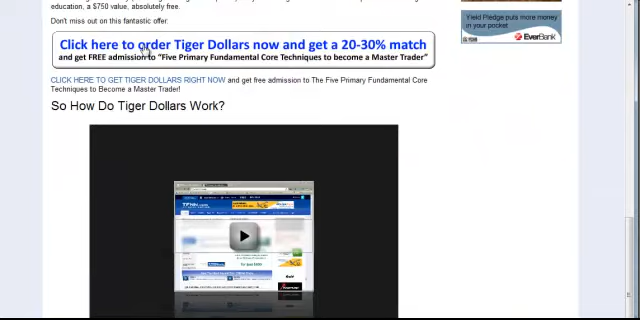 education, a $750 value, absolutely free.
Don't miss out on this fantastic offer.
Yield Pledge puts more money
in your pocket
EverBank
Click here to order Tiger Dollars now and get a 20-30% match
and get FREE admission to "Five Primary Fundamental Core Techniques to become a Master Trader"
CLICK HERE TO GET TIGER DOLLARS RIGHT NOW and get free admission to The Five Primary Fundamental Core
Techniques to Become a Master Trader!
So How Do Tiger Dollars Work?